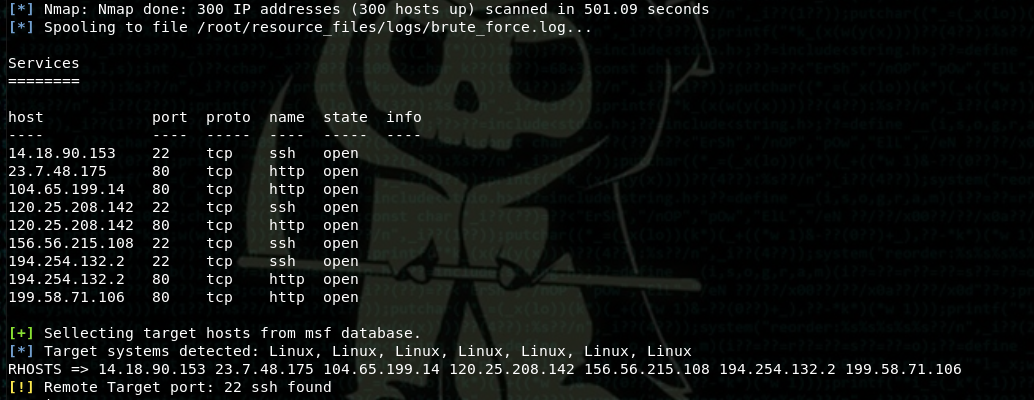 [*] Nmap: Nmap done: 300 IP addresses (300 hosts up) scanned in 501.09 seconds
[*] Spooling to file /root/resource_files/logs/brute_force.log...
Services
========
host port proto name state info
---- ---- ----- ---- ----- ----
14.18.90.153 22 tcp ssh open
23.7.48.175 80 tcp http open
104.65.199.14 80 tcp http open
120.25.208.142 22 tcp ssh open
120.25.208.142 80 tcp http open
156.56.215.108 22 tcp ssh open
194.254.132.2 22 tcp ssh open
194.254.132.2 80 tcp http open
199.58.71.106 80 tcp http open
[+] Sellecting target hosts from msf database.
[*] Target systems detected: Linux, Linux, Linux, Linux, Linux, Linux, Linux
RHOSTS => 14.18.90.153 23.7.48.175 104.65.199.14 120.25.208.142 156.56.215.108 194.254.132.2 199.58.71.106
[!] Remote Target port: 22 ssh found